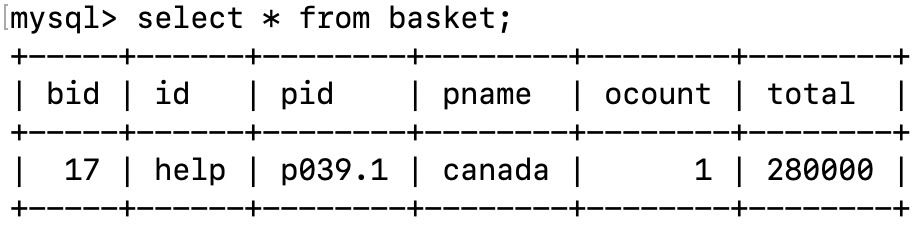 mysql> select * from basket;
+-----+------+--------+--------+--------+--------+
| bid | id   | pid    | pname  | ocount | total  |
+-----+------+--------+--------+--------+--------+
|  17 | help | p039.1 | canada |      1 | 280000 |
+-----+------+--------+--------+--------+--------+